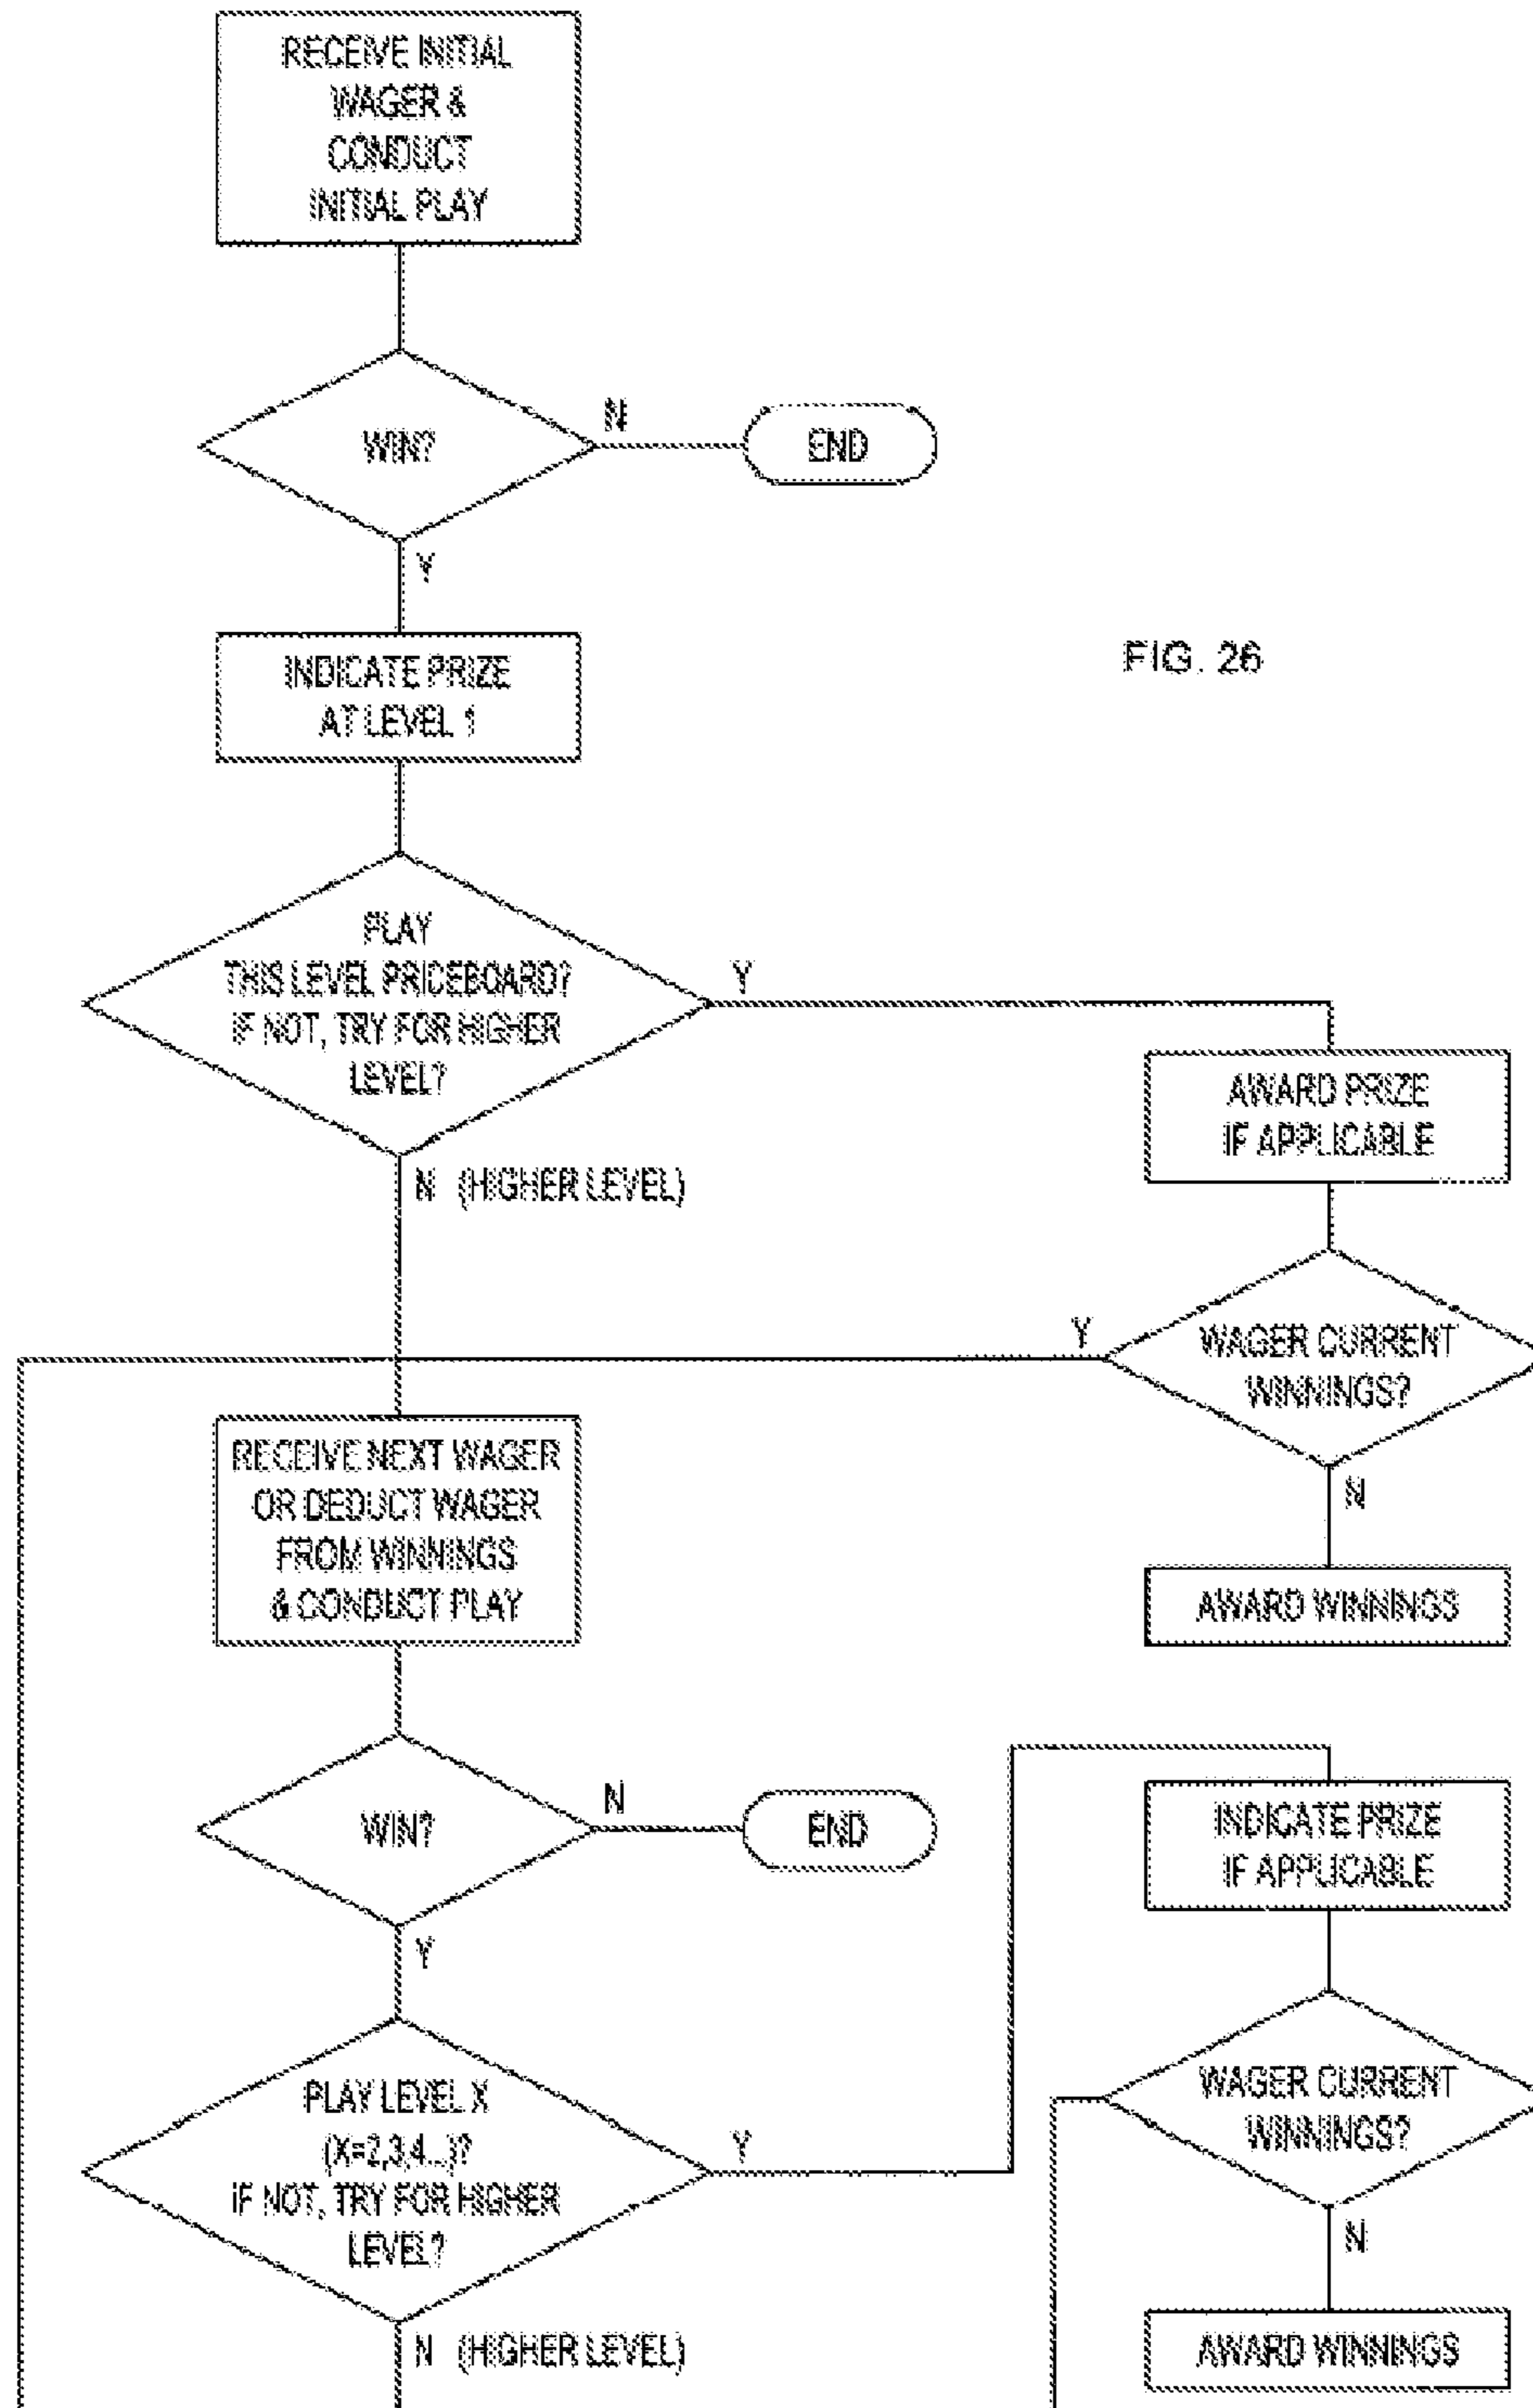 RECEIVE INITIAL
WAGER &
CONDUCT
INITIAL PLAY
WIN?
N
END
Y
INDICATE PRIZE
AT LEVEL 1
FIG. 26
PLAY
THIS LEVEL PRICEBOARD?
IF NOT, TRY FOR HIGHER
LEVEL?
Y
N (HIGHER LEVEL)
AWARD PRIZE
IF APPLICABLE
Y
WAGER CURRENT
WINNINGS?
N
AWARD WINNINGS
RECEIVE NEXT WAGER
OR DEDUCT WAGER
FROM WINNINGS
& CONDUCT PLAY
WIN?
N
END
Y
PLAY LEVEL X
(X=2,3,4...)?
IF NOT, TRY FOR HIGHER
LEVEL?
Y
N (HIGHER LEVEL)
INDICATE PRIZE
IF APPLICABLE
WAGER CURRENT
WINNINGS?
N
AWARD WINNINGS